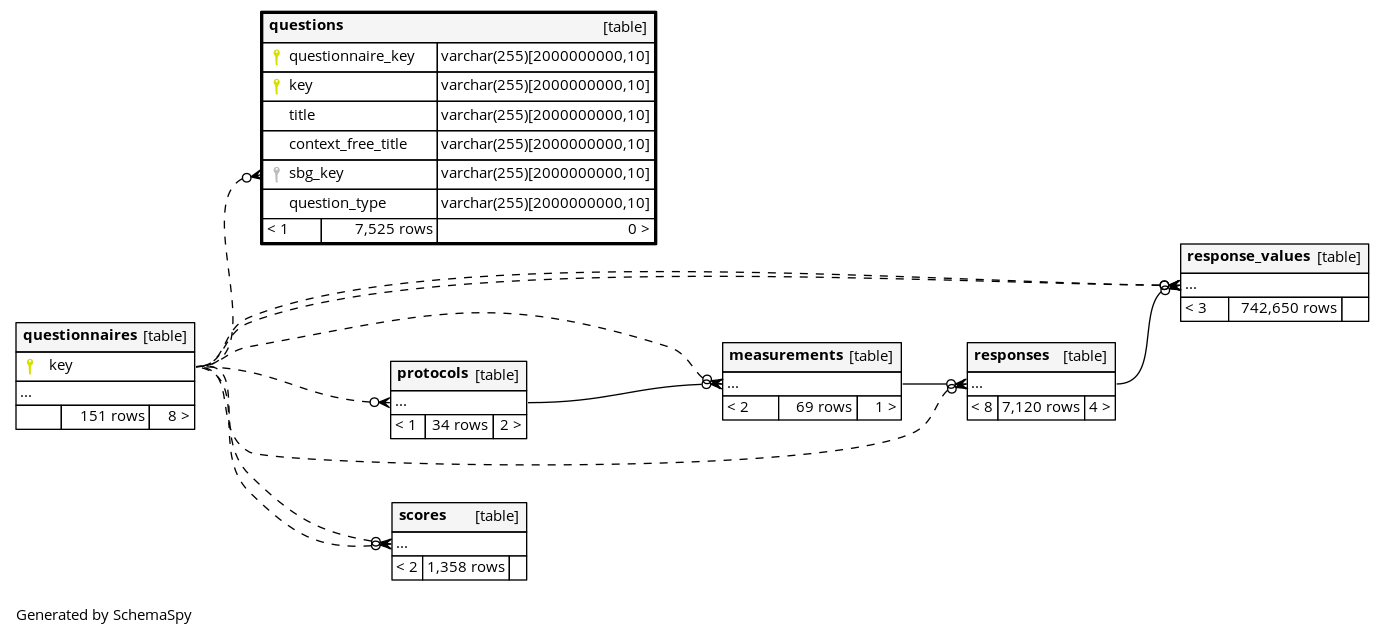 questions [table]
questionnaire_key varchar(255)[2000000000,10]
key varchar(255)[2000000000,10]
title varchar(255)[2000000000,10]
context_free_title varchar(255)[2000000000,10]
sbg_key varchar(255)[2000000000,10]
question_type varchar(255)[2000000000,10]
< 1 7,525 rows 0 >
response_values [table]
...
< 3 742,650 rows
questionnaires [table]
key
...
151 rows 8 >
protocols [table]
...
< 1 34 rows 2 >
measurements [table]
...
< 2 69 rows 1 >
responses [table]
...
< 8 7,120 rows 4 >
scores [table]
...
< 2 1,358 rows
Generated by SchemaSpy